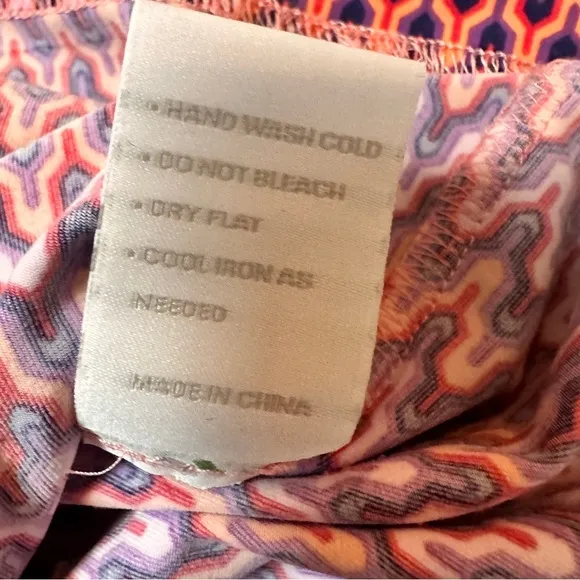 • HAND WASH COLD
• DO NOT BLEACH
• DRY FLAT
• COOL IRON AS
NEEDED
MADE IN CHINA